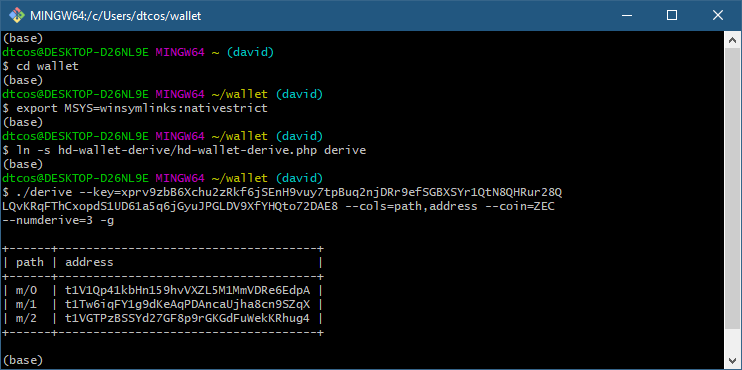 MINGW64:/c/Users/dtcos/wallet
(base)
dtcos@DESKTOP-D26NL9E MINGW64 ~ (david)
$ cd wallet
(base)
dtcos@DESKTOP-D26NL9E MINGW64 ~/wallet (david)
$ export MSYS=winsymlinks:nativestrict
(base)
dtcos@DESKTOP-D26NL9E MINGW64 ~/wallet (david)
$ ln -s hd-wallet-derive/hd-wallet-derive.php derive
(base)
dtcos@DESKTOP-D26NL9E MINGW64 ~/wallet (david)
$ ./derive --key=xprv9zbB6Xchu2zRkf6jSEnH9vuy7tpBuq2njDRr9efSGBXSYr1QtN8QHRur28Q
LQvKRqFThCxopdS1UD61a5q6jGyuJPGLDV9XfYHQto72DAE8 --cols=path,address --coin=ZEC
--numderive=3 -g
+------+-------------------------------------+
| path | address                             |
+------+-------------------------------------+
| m/0  | t1V1Qp41kbHn159hvVXZL5M1MmVDRe6EdpA |
| m/1  | t1Tw6iqFY1g9dKeAqPDAncaUjha8cn9SZqX |
| m/2  | t1VGTPzBSSYd27GF8p9rGKGdFuWekKRhug4 |
+------+-------------------------------------+
(base)